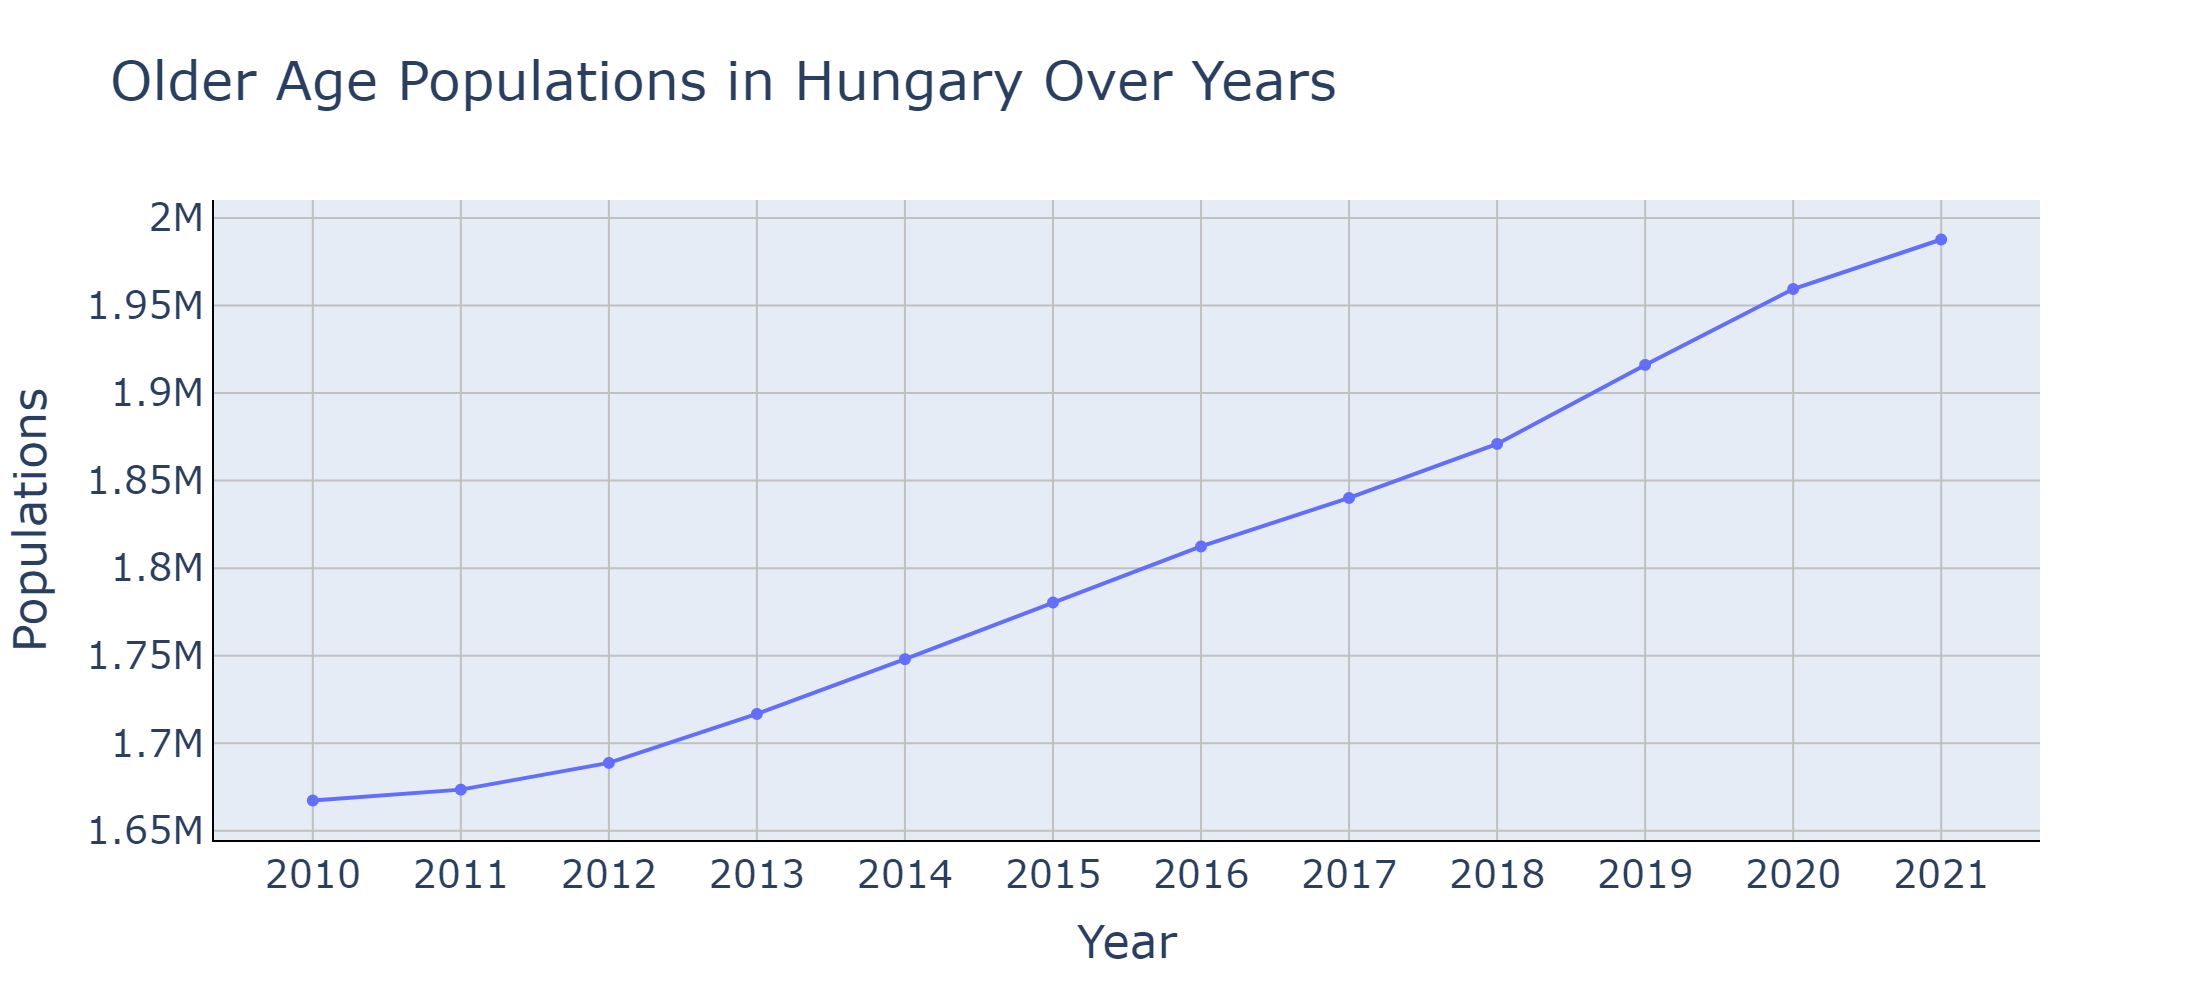 Older Age Populations in Hungary Over Years
2M
1.95M
1.9M
1.85M
1.8M
1.75M
1.7M
1.65M
Populations
2010 2011 2012 2013 2014 2015 2016 2017 2018 2019 2020 2021
Year